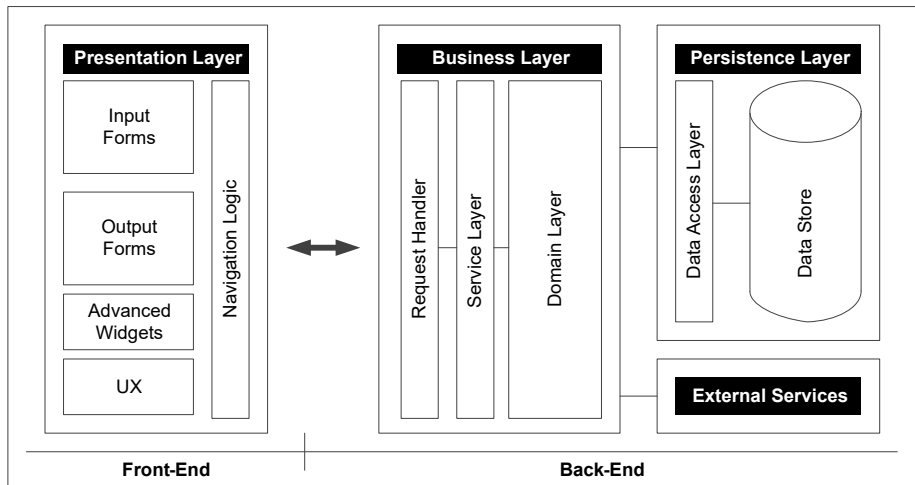 Presentation Layer
Input
Forms
Output
Forms
Advanced
Widgets
UX
Navigation Logic
Business Layer
Request Handler
Service Layer
Domain Layer
Persistence Layer
Data Access Layer
Data Store
External Services
Front-End
Back-End